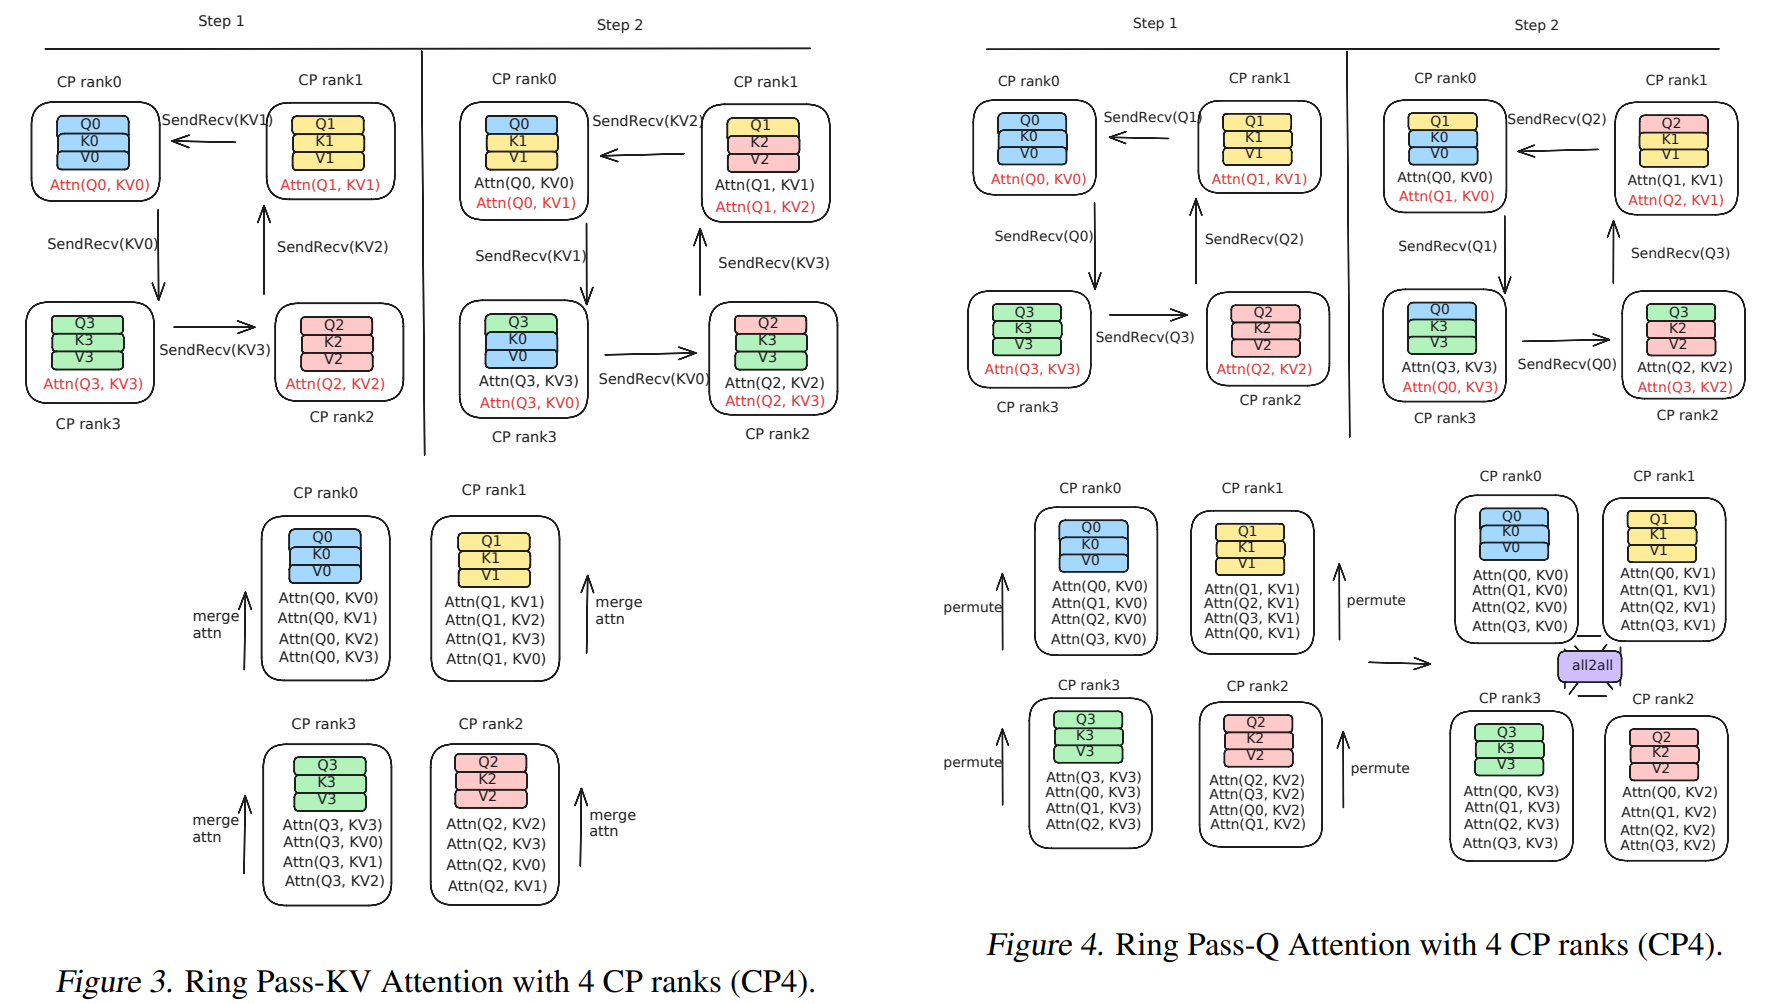 Step 1
Step 2
CP rank0
CP rank1
Q0
K0
V0
Attn(Q0, KV0)
SendRecv(KV1)
Q1
K1
V1
Attn(Q1, KV1)
SendRecv(KV0)
SendRecv(KV2)
Q3
K3
V3
Attn(Q3, KV3)
SendRecv(KV3)
Q2
K2
V2
Attn(Q2, KV2)
CP rank3
CP rank2
CP rank0
CP rank1
Q0
K1
V1
Attn(Q0, KV0)
Attn(Q0, KV1)
SendRecv(KV2)
Q1
K2
V2
Attn(Q1, KV1)
Attn(Q1, KV2)
SendRecv(KV1)
SendRecv(KV3)
Q3
K0
V0
Attn(Q3, KV3)
Attn(Q3, KV0)
SendRecv(KV0)
Q2
K3
V3
Attn(Q2, KV2)
Attn(Q2, KV3)
CP rank3
CP rank2
CP rank0
CP rank1
merge
attn
Q0
K0
V0
Attn(Q0, KV0)
Attn(Q0, KV1)
Attn(Q0, KV2)
Attn(Q0, KV3)
Q1
K1
V1
Attn(Q1, KV1)
Attn(Q1, KV2)
Attn(Q1, KV3)
Attn(Q1, KV0)
merge
attn
CP rank3
CP rank2
merge
attn
Q3
K3
V3
Attn(Q3, KV3)
Attn(Q3, KV0)
Attn(Q3, KV1)
Attn(Q3, KV2)
Q2
K2
V2
Attn(Q2, KV2)
Attn(Q2, KV3)
Attn(Q2, KV0)
Attn(Q2, KV1)
merge
attn
Figure 3. Ring Pass-KV Attention with 4 CP ranks (CP4).
Step 1
Step 2
CP rank0
CP rank1
Q0
K0
V0
Attn(Q0, KV0)
SendRecv(Q1)
Q1
K1
V1
Attn(Q1, KV1)
SendRecv(Q0)
SendRecv(Q2)
Q3
K3
V3
Attn(Q3, KV3)
SendRecv(Q3)
Q2
K2
V2
Attn(Q2, KV2)
CP rank3
CP rank2
CP rank0
CP rank1
Q1
K0
V0
Attn(Q0, KV0)
Attn(Q1, KV0)
SendRecv(Q2)
Q2
K1
V1
Attn(Q1, KV1)
Attn(Q2, KV1)
SendRecv(Q1)
SendRecv(Q3)
Q0
K3
V3
Attn(Q3, KV3)
Attn(Q0, KV3)
SendRecv(Q0)
Q3
K2
V2
Attn(Q2, KV2)
Attn(Q3, KV2)
CP rank3
CP rank2
CP rank0
CP rank1
permute
Q0
K0
V0
Attn(Q0, KV0)
Attn(Q1, KV0)
Attn(Q2, KV0)
Attn(Q3, KV0)
Q1
K1
V1
Attn(Q1, KV1)
Attn(Q2, KV1)
Attn(Q3, KV1)
Attn(Q0, KV1)
permute
CP rank3
CP rank2
permute
Q3
K3
V3
Attn(Q3, KV3)
Attn(Q0, KV3)
Attn(Q1, KV3)
Attn(Q2, KV3)
Q2
K2
V2
Attn(Q2, KV2)
Attn(Q3, KV2)
Attn(Q0, KV2)
Attn(Q1, KV2)
permute
CP rank0
CP rank1
Q0
K0
V0
Attn(Q0, KV0)
Attn(Q1, KV0)
Attn(Q2, KV0)
Attn(Q3, KV0)
Q1
K1
V1
Attn(Q0, KV1)
Attn(Q1, KV1)
Attn(Q2, KV1)
Attn(Q3, KV1)
all2all
CP rank3
CP rank2
Q3
K3
V3
Attn(Q0, KV3)
Attn(Q1, KV3)
Attn(Q2, KV3)
Attn(Q3, KV3)
Q2
K2
V2
Attn(Q0, KV2)
Attn(Q1, KV2)
Attn(Q2, KV2)
Attn(Q3, KV2)
Figure 4. Ring Pass-Q Attention with 4 CP ranks (CP4).